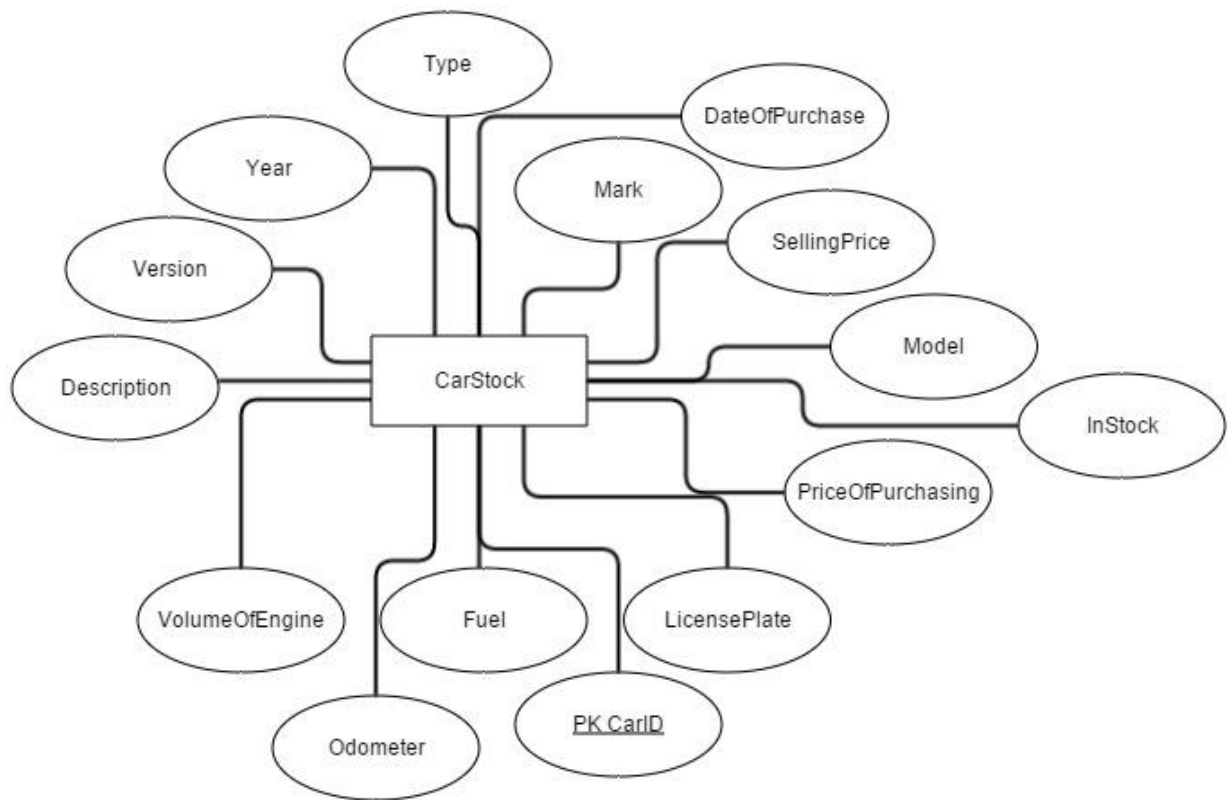 Type
DateOfPurchase
Year
Mark
SellingPrice
Version
Model
CarStock
Description
InStock
PriceOfPurchasing
VolumeOfEngine
Fuel
LicensePlate
PK CarID
Odometer